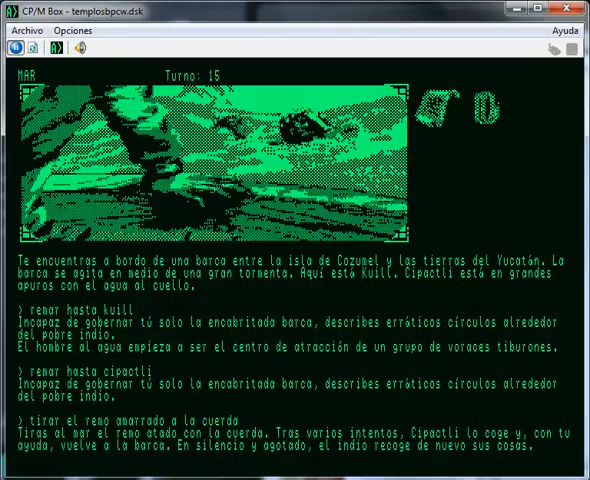 CP/M Box - templosbpcw.dsk
Archivo Opciones Ayuda
MAR Turno: 15
Te encuentras a bordo de una barca entre la isla de Cozumel y las tierras del Yucatán. La
barca se agita en medio de una gran tormenta. Aquí está Kuill. Cipactli está en grandes
apuros con el agua al cuello.
> remar hasta kuill
Incapaz de gobernar tú solo la encabritada barca, describes erráticos círculos alrededor
del pobre indio.
El hombre al agua empieza a ser el centro de atracción de un grupo de voraces tiburones.
> remar hasta cipactli
Incapaz de gobernar tú solo la encabritada barca, describes erráticos círculos alrededor
del pobre indio.
> tirar el remo amarrado a la cuerda
Tiras al mar el remo atado con la cuerda. Tras varios intentos, Cipactli lo coge y, con tu
ayuda, vuelve a la barca. En silencio y agotado, el indio recoge de nuevo sus cosas.